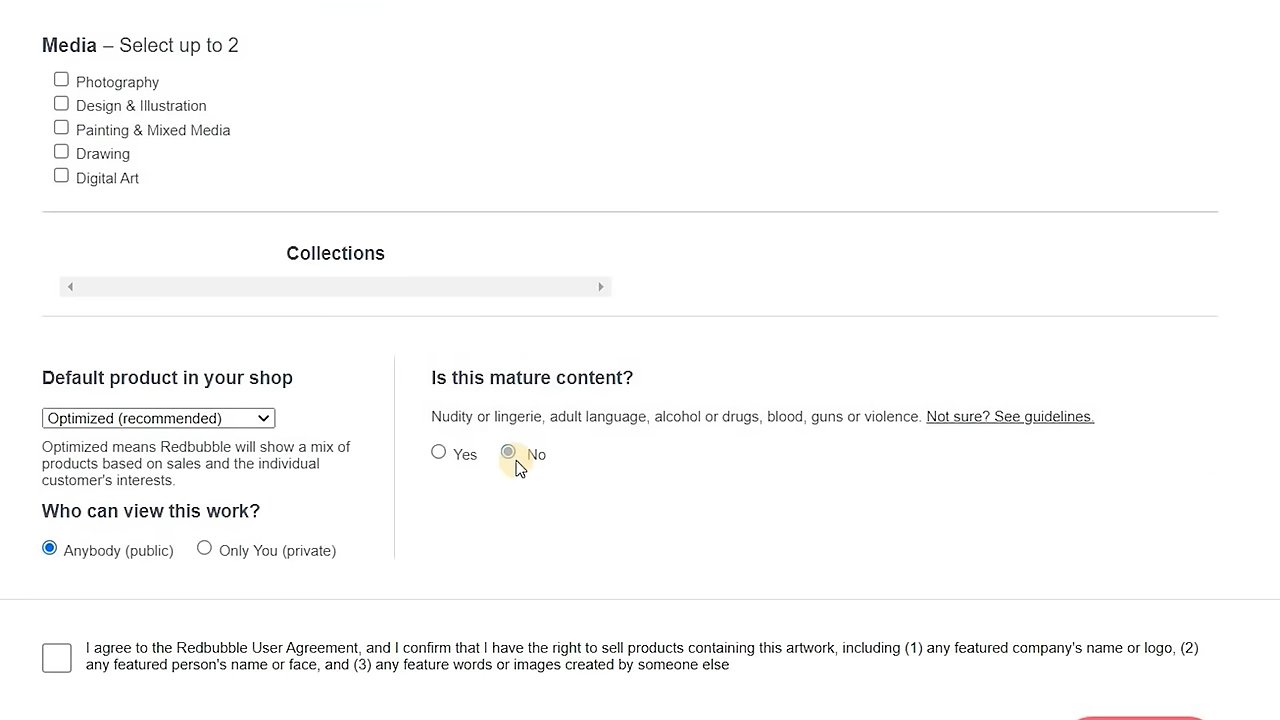 Media – Select up to 2
Photography
Design & Illustration
Painting & Mixed Media
Drawing
Digital Art
Collections
Default product in your shop
Optimized (recommended)
Optimized means Redbubble will show a mix of
products based on sales and the individual
customer's interests.
Who can view this work?
Anybody (public)
Only You (private)
Is this mature content?
Nudity or lingerie, adult language, alcohol or drugs, blood, guns or violence. Not sure? See guidelines.
Yes
No
I agree to the Redbubble User Agreement, and I confirm that I have the right to sell products containing this artwork, including (1) any featured company's name or logo, (2)
any featured person's name or face, and (3) any feature words or images created by someone else